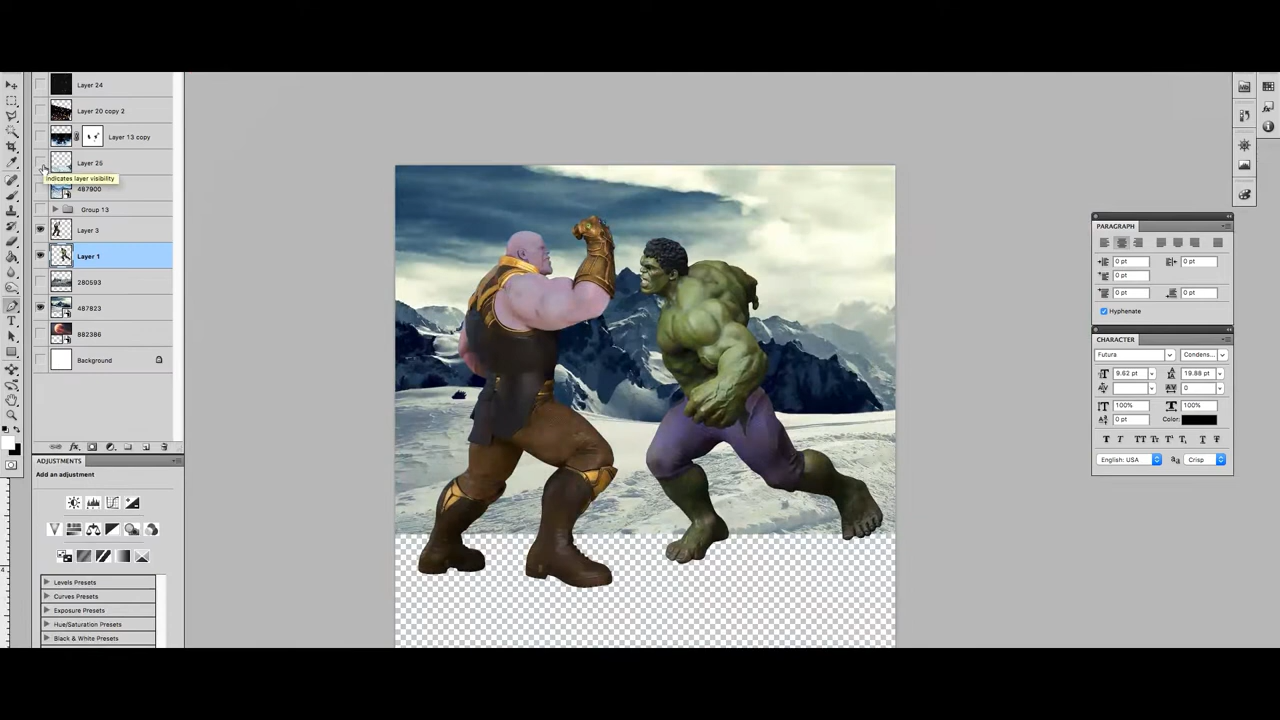 Layer 24
Layer 20 copy 2
Layer 13 copy
Layer 25
Indicates layer visibility
487900
Group 13
Layer 3
Layer 1
280593
487823
882386
Background
ADJUSTMENTS
Add an adjustment
Levels Presets
Curves Presets
Exposure Presets
Hue/Saturation Presets
Black & White Presets
4
PARAGRAPH
0 pt
0 pt
0 pt
0 pt
0 pt
Hyphenate
CHARACTER
Futura
Condens...
9.62 pt
19.88 pt
0
100%
100%
0 pt
Color:
English: USA
Crisp